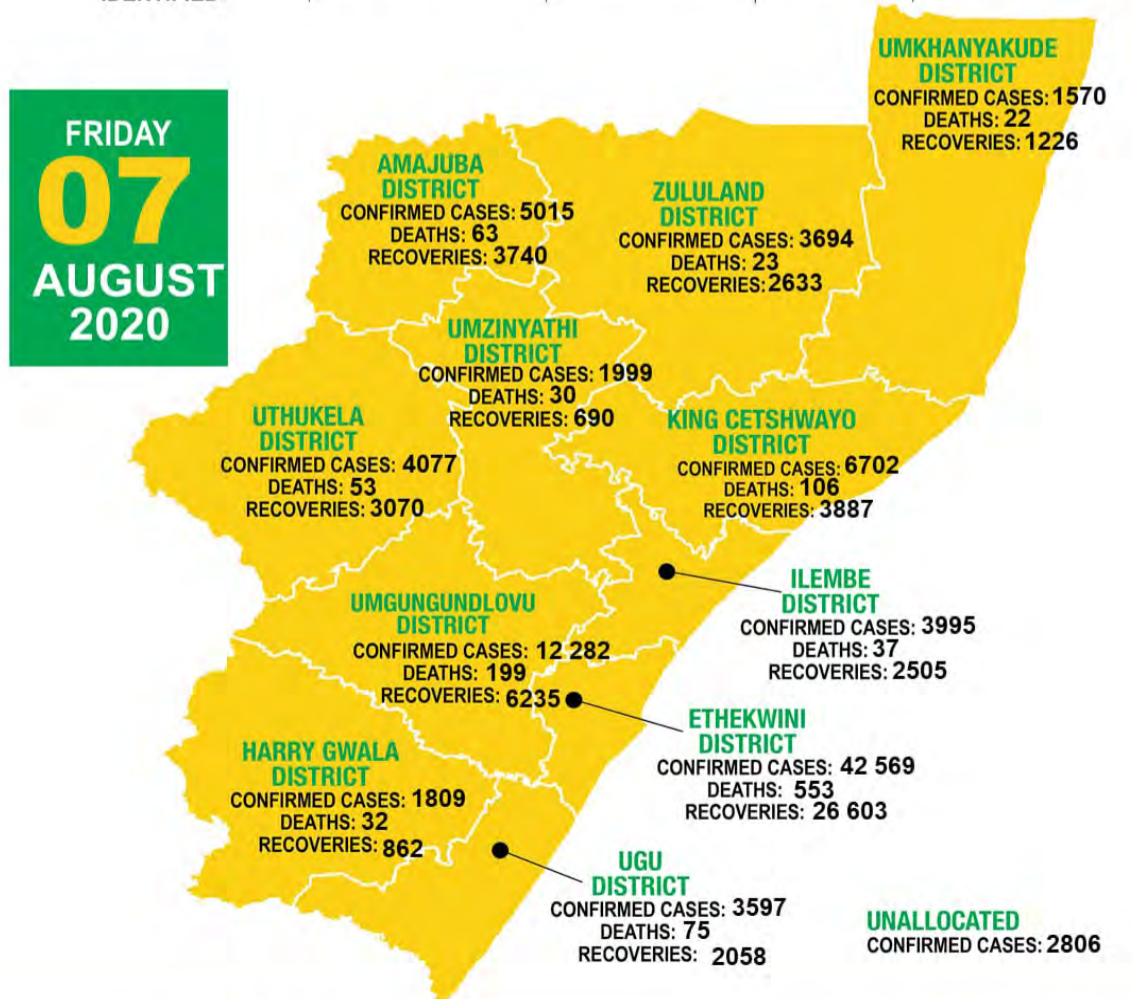 FRIDAY
07
AUGUST
2020
UMKHANYAKUDE
DISTRICT
CONFIRMED CASES: 1570
DEATHS: 22
RECOVERIES: 1226
AMAJUBA
DISTRICT
CONFIRMED CASES: 5015
DEATHS: 63
RECOVERIES: 3740
ZULULAND
DISTRICT
CONFIRMED CASES: 3694
DEATHS: 23
RECOVERIES: 2633
UMZINYATHI
DISTRICT
CONFIRMED CASES: 1999
DEATHS: 30
RECOVERIES: 690
UTHUKELA
DISTRICT
CONFIRMED CASES: 4077
DEATHS: 53
RECOVERIES: 3070
KING CETSHWAYO
DISTRICT
CONFIRMED CASES: 6702
DEATHS: 106
RECOVERIES: 3887
ILEMBE
DISTRICT
CONFIRMED CASES: 3995
DEATHS: 37
RECOVERIES: 2505
UMGUNGUNDLOVU
DISTRICT
CONFIRMED CASES: 12 282
DEATHS: 199
RECOVERIES: 6235
ETHEKWINI
DISTRICT
CONFIRMED CASES: 42 569
DEATHS: 553
RECOVERIES: 26 603
HARRY GWALA
DISTRICT
CONFIRMED CASES: 1809
DEATHS: 32
RECOVERIES: 862
UGU
DISTRICT
CONFIRMED CASES: 3597
DEATHS: 75
RECOVERIES: 2058
UNALLOCATED
CONFIRMED CASES: 2806